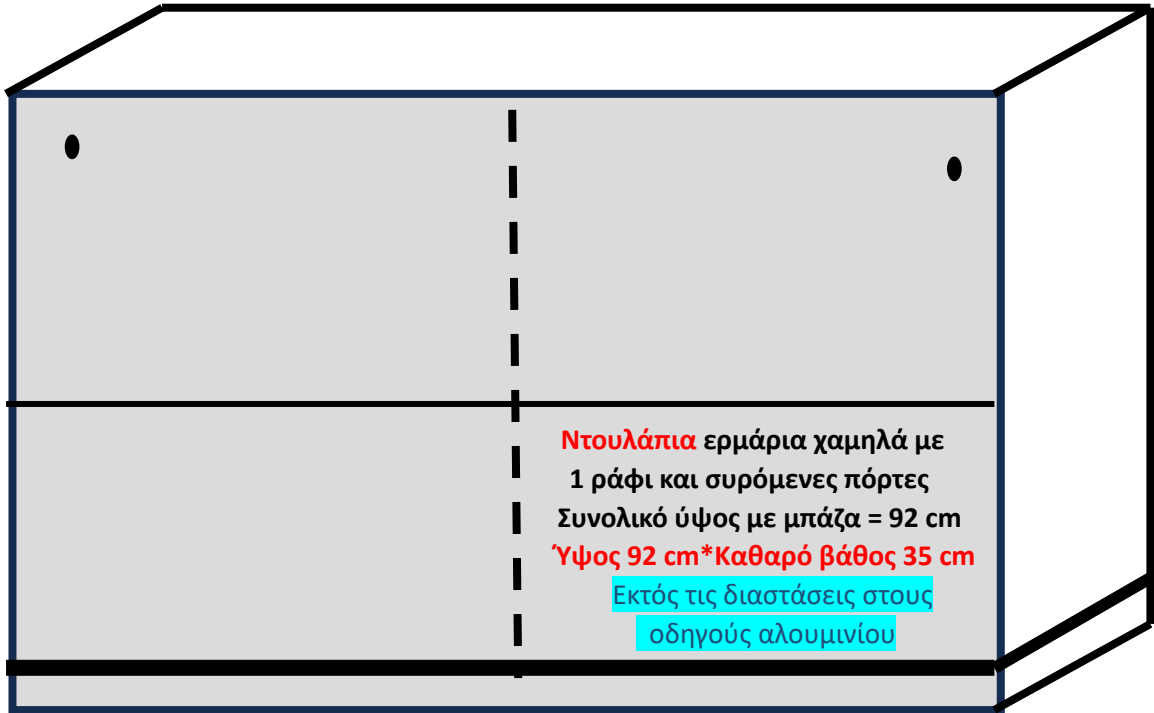 Ντουλάπια ερμάρια χαμηλά με
1 ράφι και συρόμενες πόρτες
Συνολικό ύψος με μπάζα = 92 cm
Ύψος 92 cm*Καθαρό βάθος 35 cm
Εκτός τις διαστάσεις στους
οδηγούς αλουμινίου